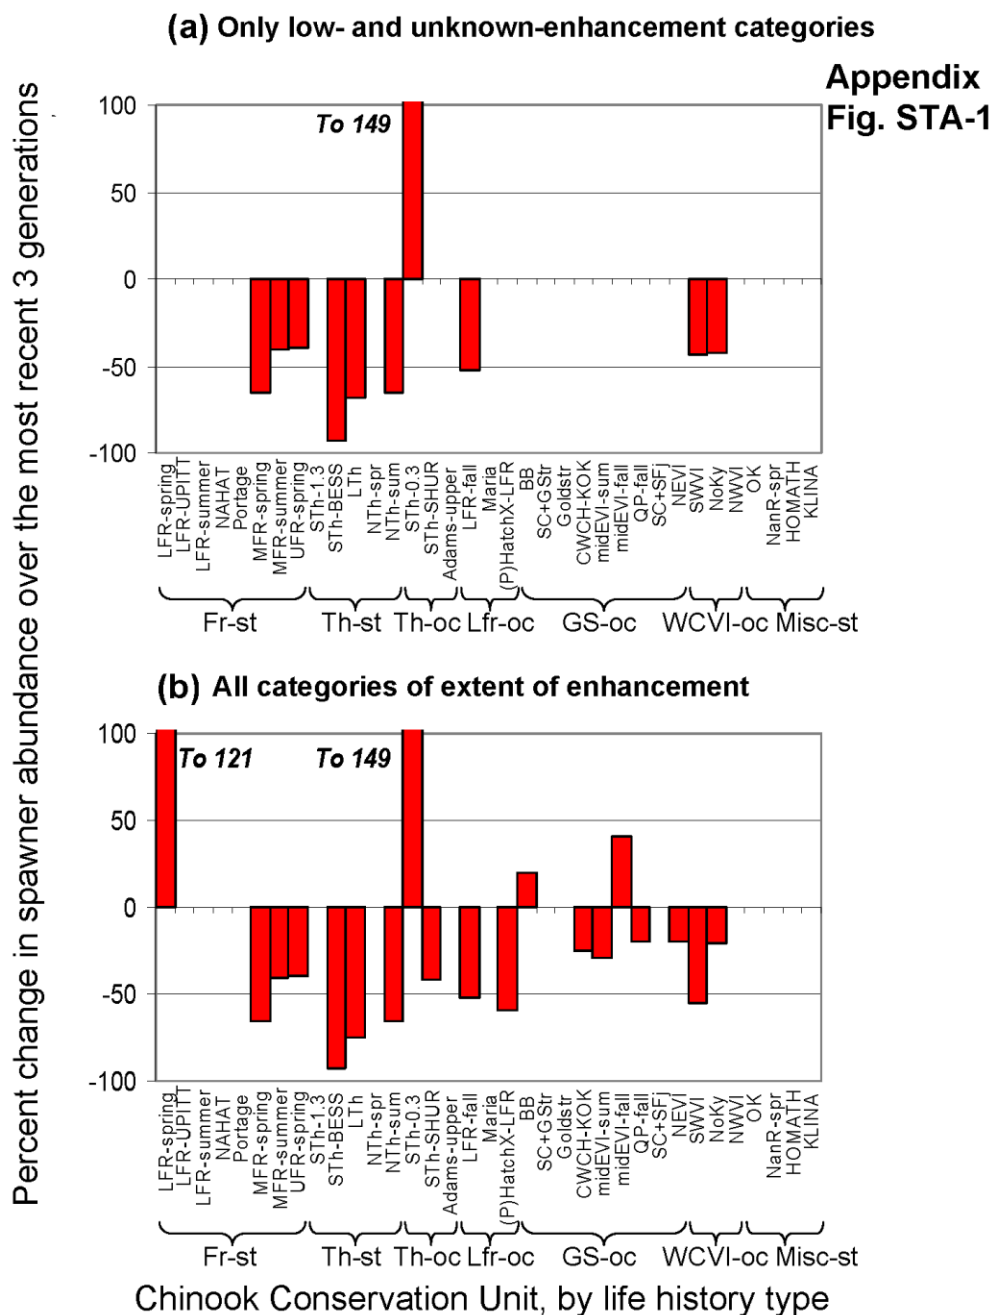 (a) Only low- and unknown-enhancement categories
Appendix
Fig. STA-1
Percent change in spawner abundance over the most recent 3 generations
To 149
100
50
0
-50
-100
LFR-spring
LFR-UPITT
LFR-summer
NAHAT
Portage
MFR-spring
MFR-summer
UFR-spring
STh-1.3
STh-BESS
LTh
NTh-spr
NTh-sum
STh-0.3
STh-SHUR
Adams-upper
LFR-fall
Maria
(P)HatchX-LFR
BB
SC+GStr
Goldstr
CWCH-KOK
midEVI-sum
midEVI-fall
QP-fall
SC+SFj
NEVI
SWVI
NoKy
NWVI
OK
NanR-spr
HOMATH
KLINA
Fr-st Th-st Th-oc Lfr-oc GS-oc WCVI-oc Misc-st
(b) All categories of extent of enhancement
To 121 To 149
100
50
0
-50
-100
LFR-spring
LFR-UPITT
LFR-summer
NAHAT
Portage
MFR-spring
MFR-summer
UFR-spring
STh-1.3
STh-BESS
LTh
NTh-spr
NTh-sum
STh-0.3
STh-SHUR
Adams-upper
LFR-fall
Maria
(P)HatchX-LFR
BB
SC+GStr
Goldstr
CWCH-KOK
midEVI-sum
midEVI-fall
QP-fall
SC+SFj
NEVI
SWVI
NoKy
NWVI
OK
NanR-spr
HOMATH
KLINA
Fr-st Th-st Th-oc Lfr-oc GS-oc WCVI-oc Misc-st
Chinook Conservation Unit, by life history type